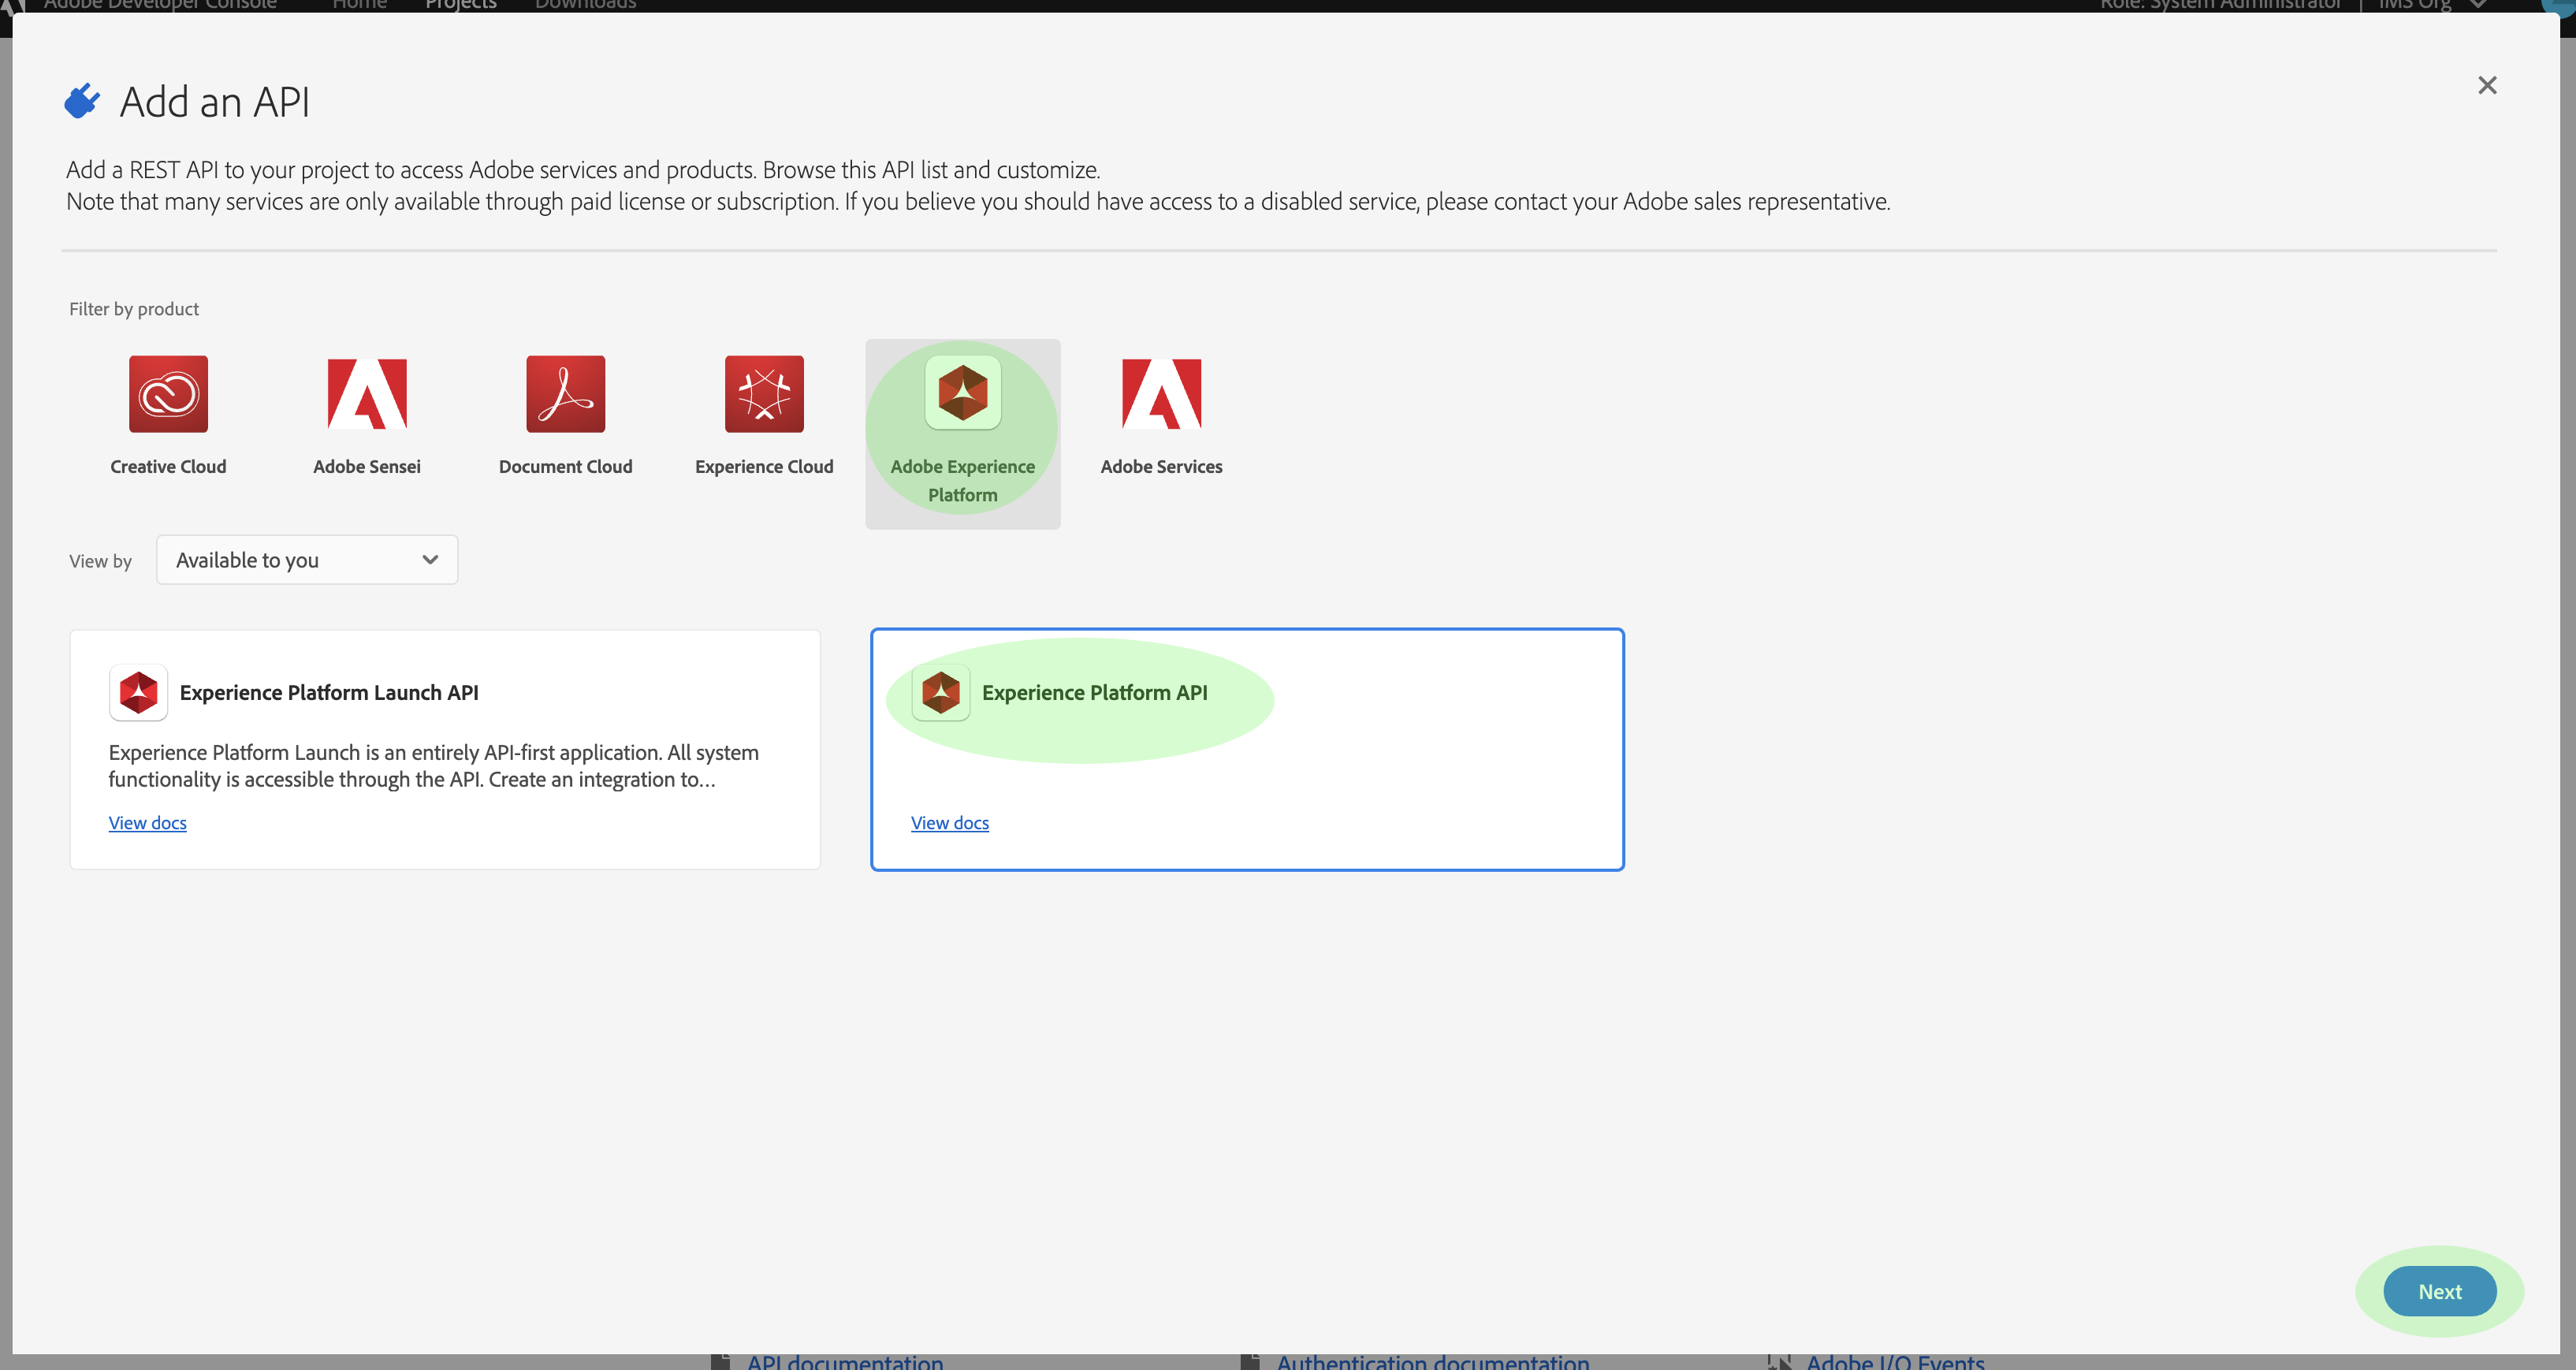 Adobe Developer Console Home Projects Downloads Role: System Administrator | IMS Org
Add an API
Add a REST API to your project to access Adobe services and products. Browse this API list and customize.
Note that many services are only available through paid license or subscription. If you believe you should have access to a disabled service, please contact your Adobe sales representative.
Filter by product
Creative Cloud
Adobe Sensei
Document Cloud
Experience Cloud
Adobe Experience
Platform
Adobe Services
View by
Available to you
Experience Platform Launch API
Experience Platform Launch is an entirely API-first application. All system
functionality is accessible through the API. Create an integration to…
View docs
Experience Platform API
View docs
Next
API documentation
Authentication documentation
Adobe I/O Events